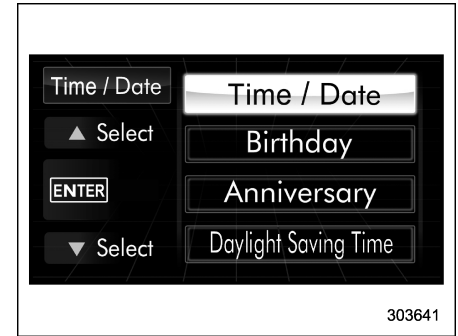 Time / Date
▲ Select
ENTER
▼ Select
Time / Date
Birthday
Anniversary
Daylight Saving Time
303641